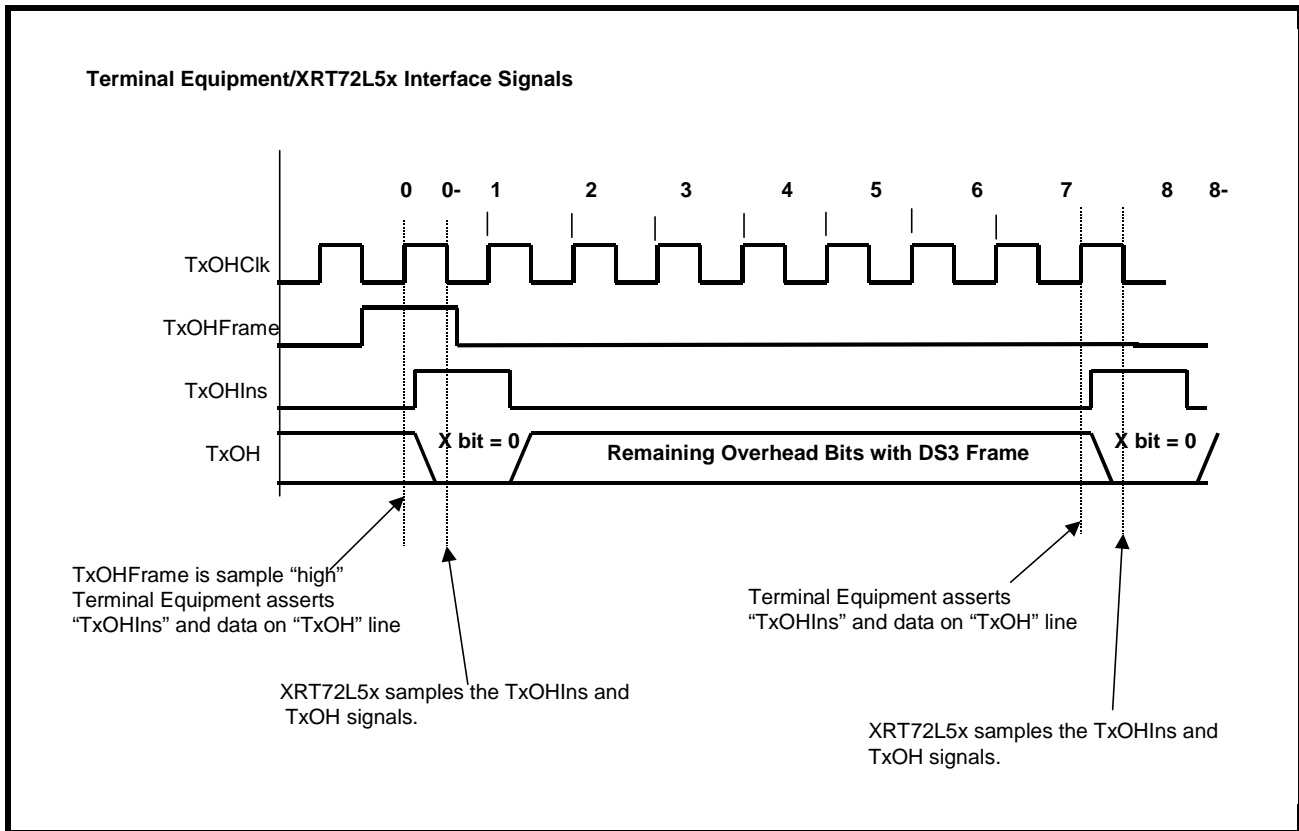 Terminal Equipment/XRT72L5x Interface Signals
0 0- 1 2 3 4 5 6 7 8 8-
TxOHClk
TxOHFrame
TxOHIns
X bit = 0 X bit = 0
TxOH Remaining Overhead Bits with DS3 Frame
TxOHFrame is sample “high”
Terminal Equipment asserts
“TxOHIns” and data on “TxOH” line
XRT72L5x samples the TxOHIns and
TxOH signals.
Terminal Equipment asserts
“TxOHIns” and data on “TxOH” line
XRT72L5x samples the TxOHIns and
TxOH signals.